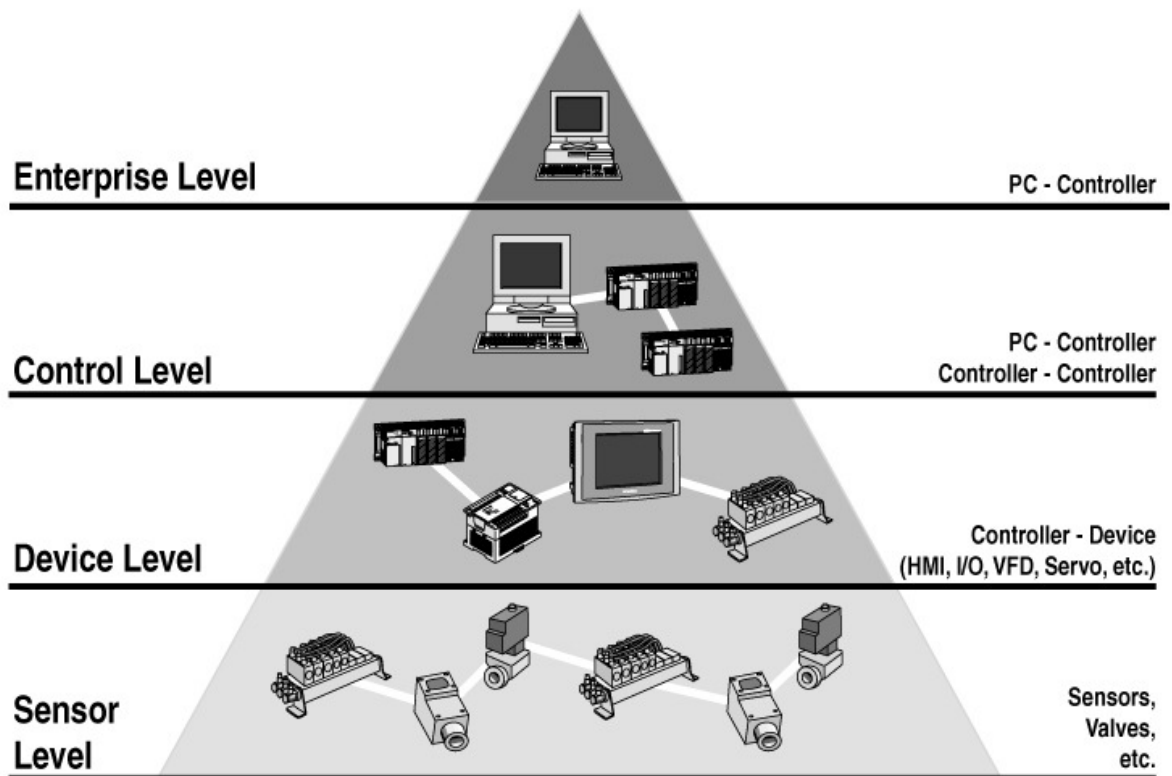 Enterprise Level
PC - Controller
Control Level
PC - Controller
Controller - Controller
Device Level
Controller - Device
(HMI, I/O, VFD, Servo, etc.)
Sensor
Level
Sensors,
Valves,
etc.